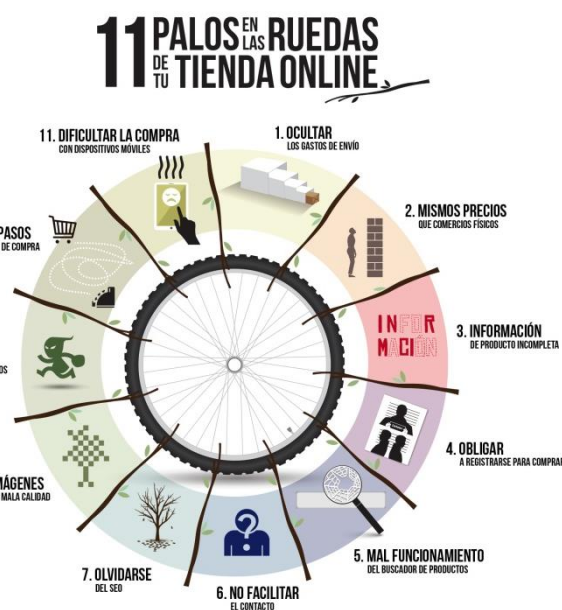 11 PALOS EN LAS RUEDAS
DE TU TIENDA ONLINE
1. OCULTAR
LOS GASTOS DE ENVÍO
2. MISMOS PRECIOS
QUE COMERCIOS FÍSICOS
INFOR
MACIÓN
3. INFORMACIÓN
DE PRODUCTO INCOMPLETA
4. OBLIGAR
A REGISTRARSE PARA COMPRAR
5. MAL FUNCIONAMIENTO
DEL BUSCADOR DE PRODUCTOS
6. NO FACILITAR
EL CONTACTO
7. OLVIDARSE
DEL SEO
MALA CALIDAD
PASOS
DE COMPRA
11. DIFICULTAR LA COMPRA
CON DISPOSITIVOS MÓVILES